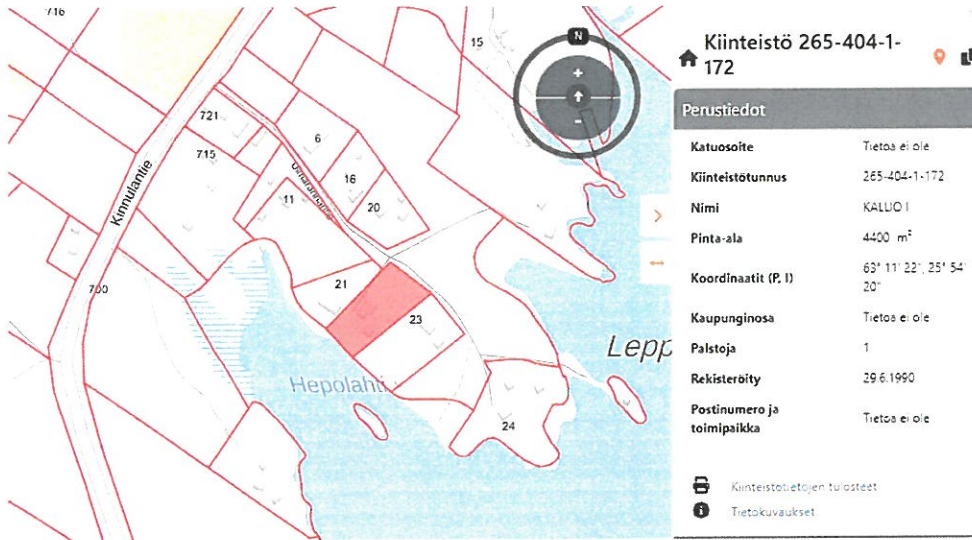 716
15
N
721
6
715
16
11
20
Kinnulantie
21
700
23
Lepp
Hepolahti
24
Kiinteistö 265-404-1-
172
Perustiedot
Katuosoite Tietoa ei ole
Kiinteistötunnus 265-404-1-172
Nimi KALLIO I
Pinta-ala 4400 m²
Koordinaatit (P, I) 63° 11' 22", 25° 54'
20"
Kaupunginosa Tietoa ei ole
Palstoja 1
Rekisteröity 29.6.1990
Postinumero ja
toimipaikka Tietoa ei ole
Kiinteistötietojen tulosteet
Tietokuvaukset